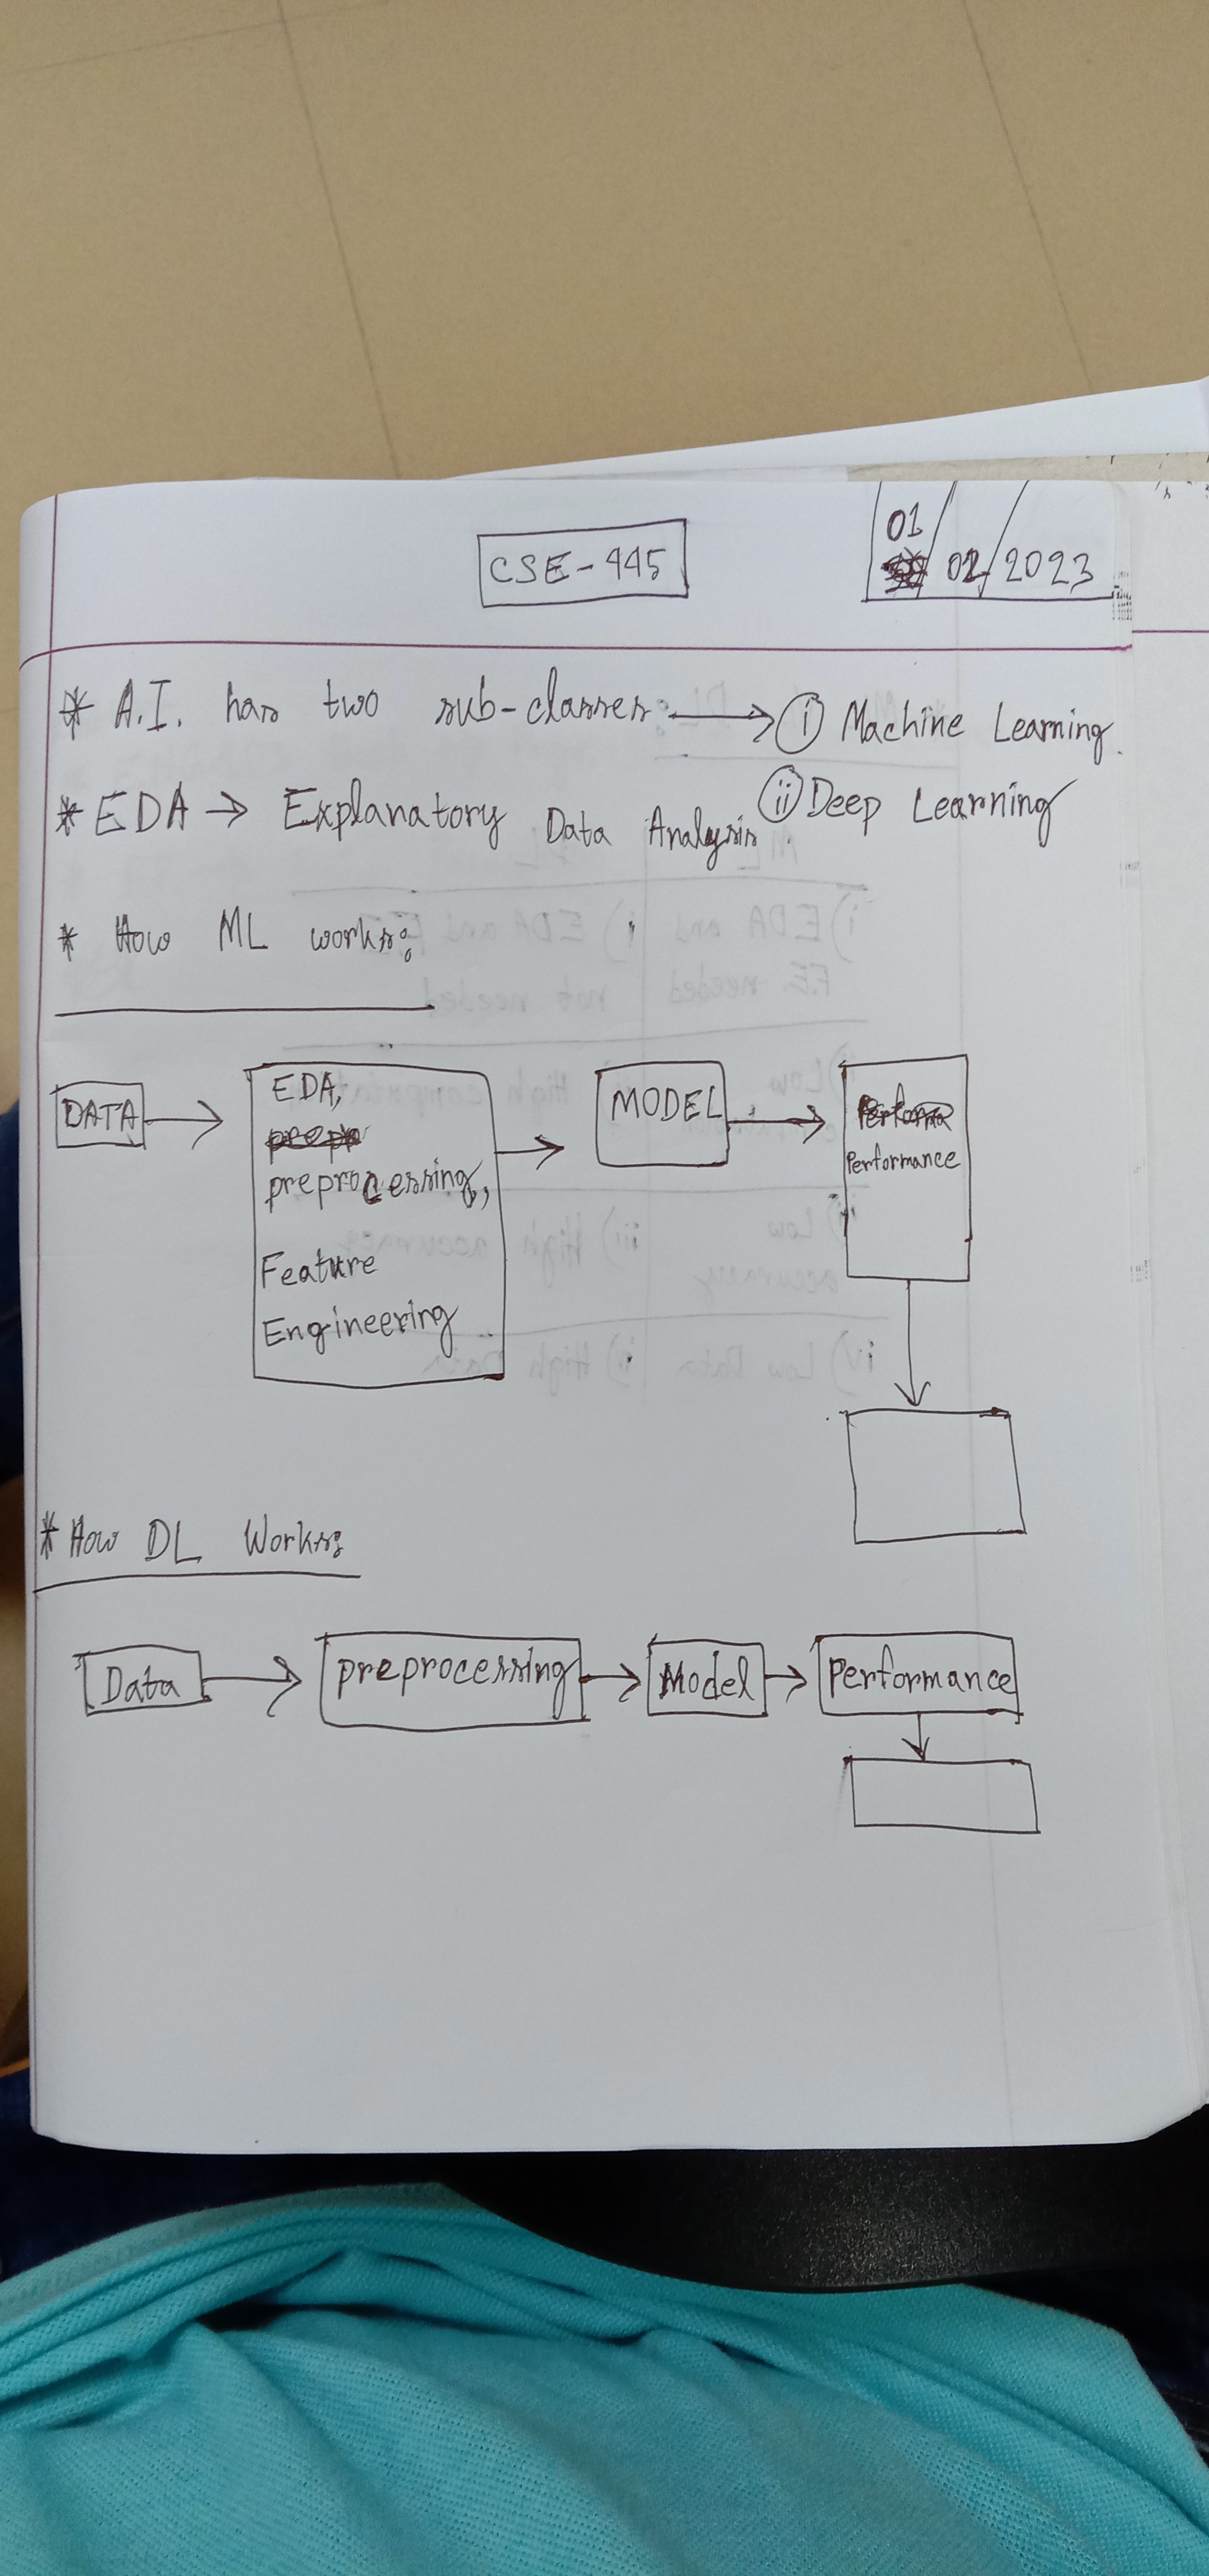 CSE-445
01
02/2023
* A.I. has two sub-classes: → i Machine Learning.
ii Deep Learning
* EDA → Explanatory Data Analysis.
* How ML works:
DATA → EDA, preprocessing, Feature Engineering → MODEL → Performance
* How DL Works:
Data → preprocessing → Model → Performance